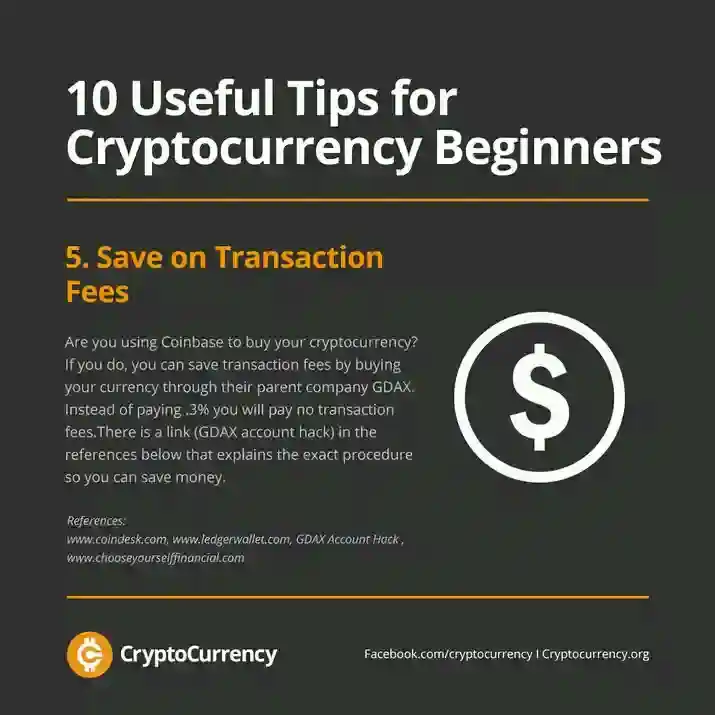 10 Useful Tips for
Cryptocurrency Beginners
5. Save on Transaction
Fees
Are you using Coinbase to buy your cryptocurrency?
If you do, you can save transaction fees by buying
your currency through their parent company GDAX.
Instead of paying .3% you will pay no transaction
fees.There is a link (GDAX account hack) in the
references below that explains the exact procedure
so you can save money.
References:
www.coindesk.com, www.ledgerwallet.com, GDAX Account Hack ,
www.chooseyourselffinancial.com
CryptoCurrency
Facebook.com/cryptocurrency I Cryptocurrency.org